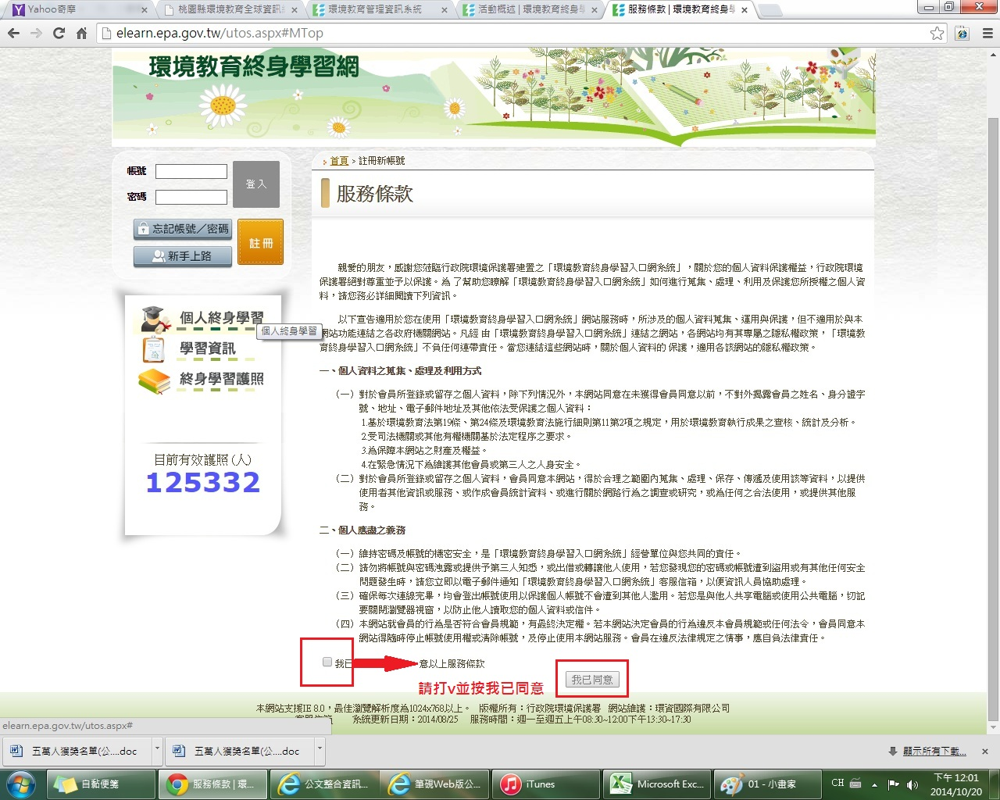 Yahoo奇摩
桃園縣環境教育全球資訊
環境教育管理資訊系統
活動概述 | 環境教育終身
服務條款 | 環境教育終身學
elearn.epa.gov.tw/utos.aspx#MTop
環境教育終身學習網
帳號
密碼
登入
忘記帳號／密碼
新手上路
註冊
個人終身學習
個人終身學習
學習資訊
終身學習護照
目前有效護照(人)
125332
首頁 > 註冊新帳號
服務條款
親愛的朋友，感謝您蒞臨行政院環境保護署建置之「環境教育終身學習入口網系統」，關於您的個人資料保護權益，行政院環境
保護署絕對尊重並予以保護。為了幫助您瞭解「環境教育終身學習入口網系統」如何進行蒐集、處理、利用及保護您所授權之個人資
料，請您務必詳細閱讀下列資訊。
以下宣告適用於您在使用「環境教育終身學習入口網系統」網站服務時，所涉及的個人資料蒐集、運用與保護，但不適用於與本
網站功能連結之各政府機關網站。凡經 由「環境教育終身學習入口網系統」連結之網站，各網站均有其專屬之隱私權政策，「環境教
育終身學習入口網系統」不負任何連帶責任。當您連結這些網站時，關於個人資料的 保護，適用各該網站的隱私權政策。
一、個人資料之蒐集、處理及利用方式
（一）對於會員所登錄或留存之個人資料，除下列情況外，本網站同意在未獲得會員同意以前，不對外揭露會員之姓名、身分證字
號、地址、電子郵件地址及其他依法受保護之個人資料：
1.基於環境教育法第19條、第24條及環境教育法施行細則第11第2項之規定，用於環境教育執行成果之查核、統計及分析。
2.受司法機關或其他有權機關基於法定程序之要求。
3.為保障本網站之財產及權益。
4.在緊急情況下為維護其他會員或第三人之人身安全。
（二）對於會員所登錄或留存之個人資料，會員同意本網站，得於合理之範圍內蒐集、處理、保存、傳遞及使用該等資料，以提供
使用者其他資訊或服務、或作成會員統計資料、或進行關於網路行為之調查或研究，或為任何之合法使用，或提供其他服
務。
二、個人應盡之義務
（一）維持密碼及帳號的機密安全，是「環境教育終身學習入口網系統」經營單位與您共同的責任。
（二）請勿將帳號與密碼洩露或提供予第三人知悉，或出借或轉讓他人使用，若您發現您的密碼或帳號遭到盜用或有其他任何安全
問題發生時，請您立即以電子郵件通知「環境教育終身學習入口網系統」客服信箱，以便資訊人員協助處理。
（三）確保每次連線完畢，均會登出帳號使用以保護個人帳號不會遭到其他人濫用。若您是與他人共享電腦或使用公共電腦，切記
要關閉瀏覽器視窗，以防止他人讀取您的個人資料或信件。
（四）本網站就會員的行為是否符合會員規範，有最終決定權。若本網站決定會員的行為違反本會員規範或任何法令，會員同意本
網站得隨時停止帳號使用權或清除帳號，及停止使用本網站服務。會員在違反法律規定之情事，應自負法律責任。
我已 意以上服務條款
我已同意
請打v並按我已同意
本網站支援IE 8.0，最佳瀏覽解析度為1024x768以上。 版權所有：行政院環境保護署 網站維護：環資國際有限公司
客服信箱 系統更新日期：2014/08/25 服務時間：週一至週五上午08:30~12:00下午13:30~17:30
elearn.epa.gov.tw/utos.aspx#
五萬人獲獎名單(公....doc
五萬人獲獎名單(公....doc
顯示所有下載...
自黏便箋
服務條款 | 環...
公文整合資訊...
筆硯Web版公...
iTunes
Microsoft Exc...
01 - 小畫家
CH
下午 12:01
2014/10/20